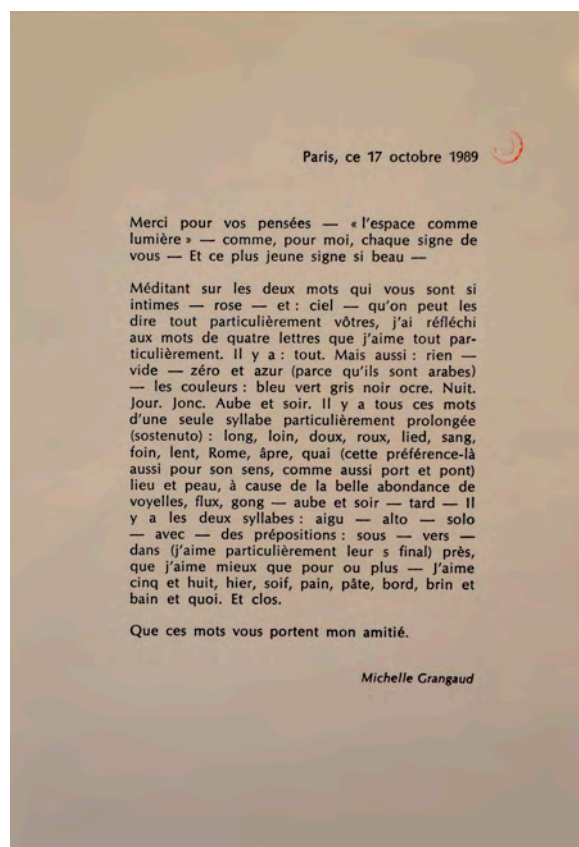 Paris, ce 17 octobre 1989
Merci pour vos pensées — « l'espace comme
lumière » — comme, pour moi, chaque signe de
vous — Et ce plus jeune signe si beau —
Méditant sur les deux mots qui vous sont si
intimes — rose — et : ciel — qu'on peut les
dire tout particulièrement vôtres, j'ai réfléchi
aux mots de quatre lettres que j'aime tout par-
ticulièrement. Il y a : tout. Mais aussi : rien —
vide — zéro et azur (parce qu'ils sont arabes)
— les couleurs : bleu vert gris noir ocre. Nuit.
Jour. Jonc. Aube et soir. Il y a tous ces mots
d'une seule syllabe particulièrement prolongée
(sostenuto) : long, loin, doux, roux, lied, sang,
foin, lent, Rome, âpre, quai (cette préférence-là
aussi pour son sens, comme aussi port et pont)
lieu et peau, à cause de la belle abondance de
voyelles, flux, gong — aube et soir — tard — Il
y a les deux syllabes : aigu — alto — solo
— avec — des prépositions : sous — vers —
dans (j'aime particulièrement leur s final) près,
que j'aime mieux que pour ou plus — J'aime
cinq et huit, hier, soif, pain, pâte, bord, brin et
bain et quoi. Et clos.
Que ces mots vous portent mon amitié.
Michelle Grangaud